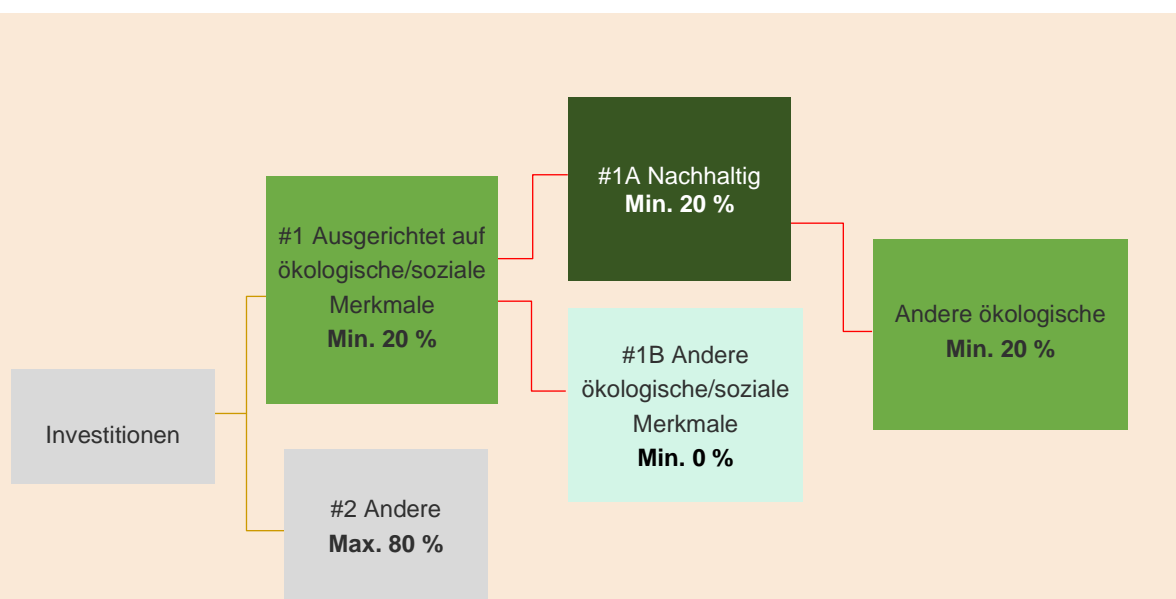 #1A Nachhaltig
Min. 20 %
#1 Ausgerichtet auf
ökologische/soziale
Merkmale
Min. 20 %
Andere ökologische
Min. 20 %
#1B Andere
ökologische/soziale
Merkmale
Min. 0 %
Investitionen
#2 Andere
Max. 80 %